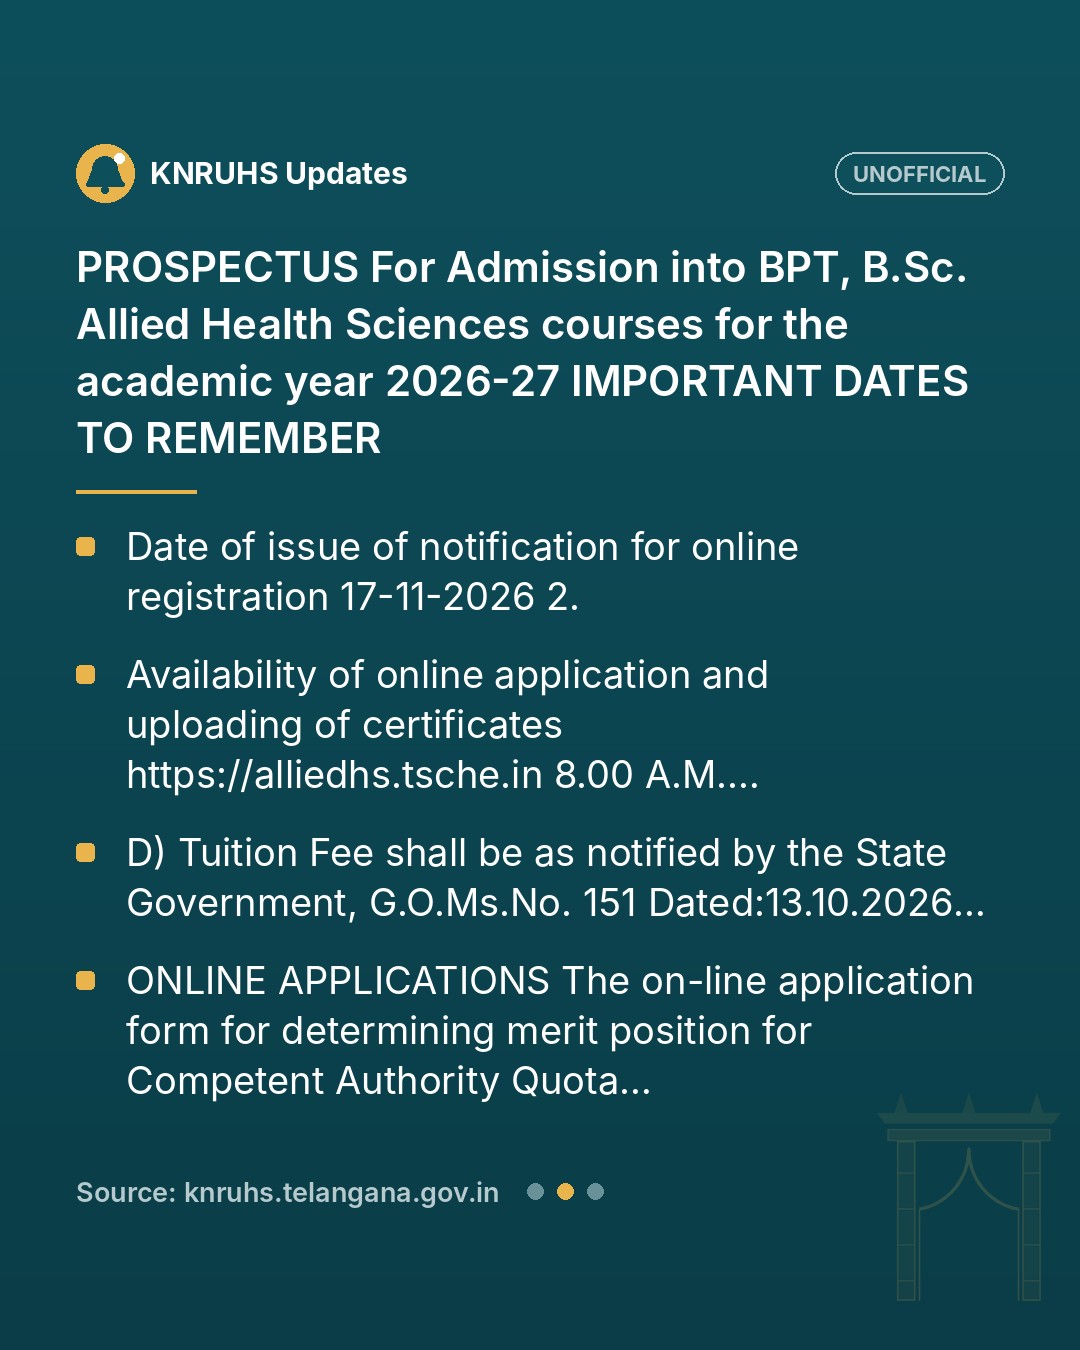 KNRUHS Updates
UNOFFICIAL
PROSPECTUS For Admission into BPT, B.Sc.
Allied Health Sciences courses for the
academic year 2026-27 IMPORTANT DATES
TO REMEMBER
Date of issue of notification for online
registration 17-11-2026 2.
Availability of online application and
uploading of certificates
https://alliedhs.tsche.in 8.00 A.M....
D) Tuition Fee shall be as notified by the State
Government, G.O.Ms.No. 151 Dated:13.10.2026...
ONLINE APPLICATIONS The on-line application
form for determining merit position for
Competent Authority Quota...
Source: knruhs.telangana.gov.in